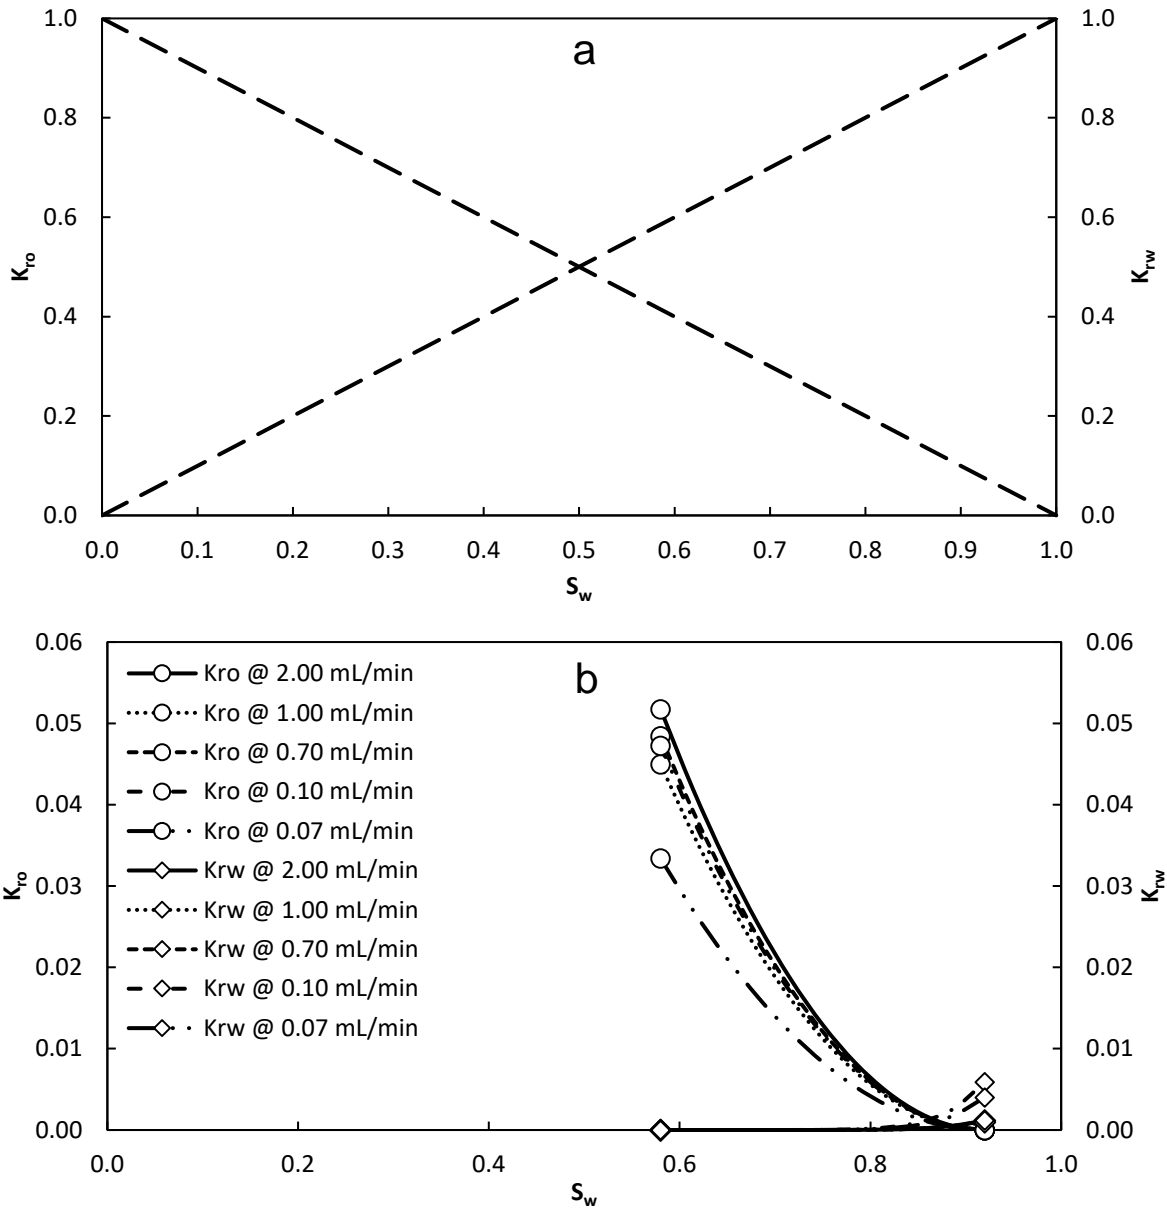 a
1.0
0.8
0.6
0.4
0.2
0.0
Kro
1.0
0.8
0.6
0.4
0.2
0.0
Krw
0.0 0.1 0.2 0.3 0.4 0.5 0.6 0.7 0.8 0.9 1.0
Sw
b
0.06
0.05
0.04
0.03
0.02
0.01
0.00
Kro
Kro @ 2.00 mL/min
Kro @ 1.00 mL/min
Kro @ 0.70 mL/min
Kro @ 0.10 mL/min
Kro @ 0.07 mL/min
Krw @ 2.00 mL/min
Krw @ 1.00 mL/min
Krw @ 0.70 mL/min
Krw @ 0.10 mL/min
Krw @ 0.07 mL/min
0.06
0.05
0.04
0.03
0.02
0.01
0.00
Krw
0.0 0.2 0.4 0.6 0.8 1.0
Sw